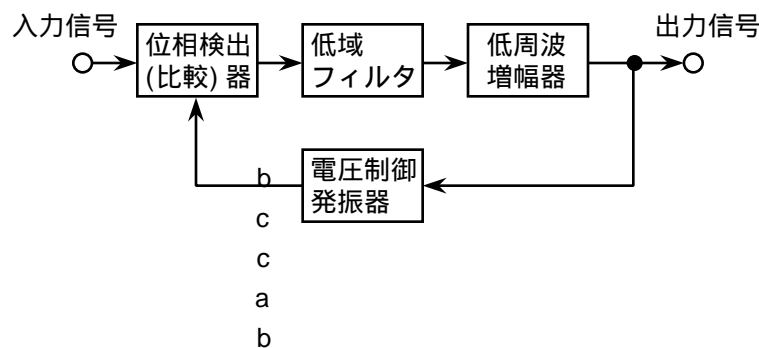 入力信号
出力信号
位相検出
(比較) 器
低域
フィルタ
低周波
増幅器
電圧制御
発振器
b
c
c
a
b